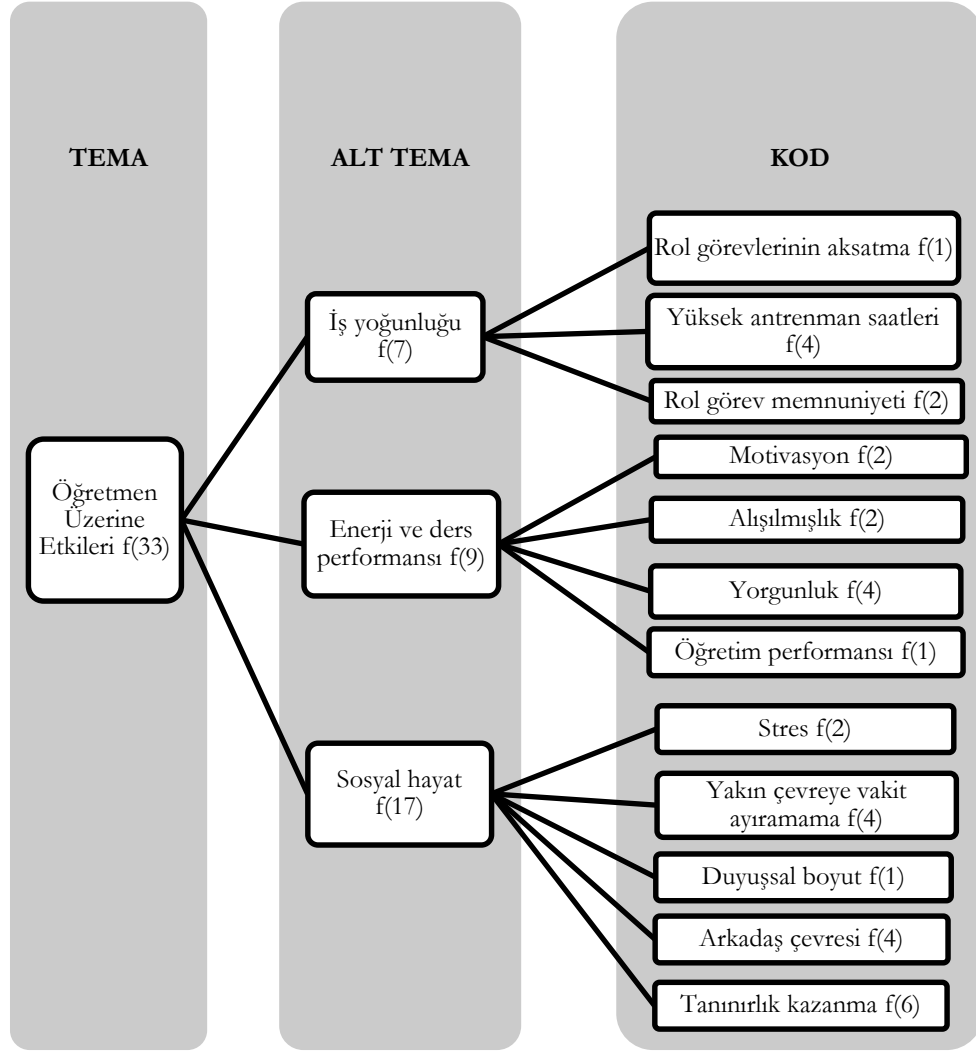 TEMA
ALT TEMA
KOD
Öğretmen
Üzerine
Etkileri f(33)
İş yoğunluğu
f(7)
Rol görevlerinin aksatma f(1)
Yüksek antrenman saatleri
f(4)
Rol görev memnuniyeti f(2)
Enerji ve ders
performansı f(9)
Motivasyon f(2)
Alışılmışlık f(2)
Yorgunluk f(4)
Öğretim performansı f(1)
Sosyal hayat
f(17)
Stres f(2)
Yakın çevreye vakit
ayıramama f(4)
Duyuşsal boyut f(1)
Arkadaş çevresi f(4)
Tanınırlık kazanma f(6)